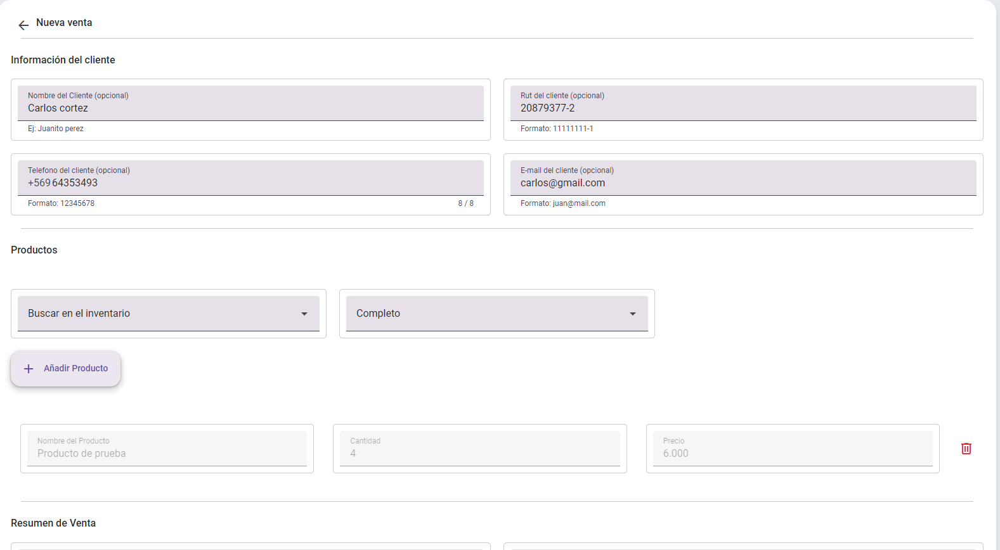 Nueva venta
Información del cliente
Nombre del Cliente (opcional)
Carlos cortez
Ej: Juanito perez
Rut del cliente (opcional)
20879377-2
Formato: 11111111-1
Telefono del cliente (opcional)
+569 64353493
Formato: 12345678
8 / 8
E-mail del cliente (opcional)
carlos@gmail.com
Formato: juan@mail.com
Productos
Buscar en el inventario
Completo
Añadir Producto
Nombre del Producto
Producto de prueba
Cantidad
4
Precio
6.000
Resumen de Venta